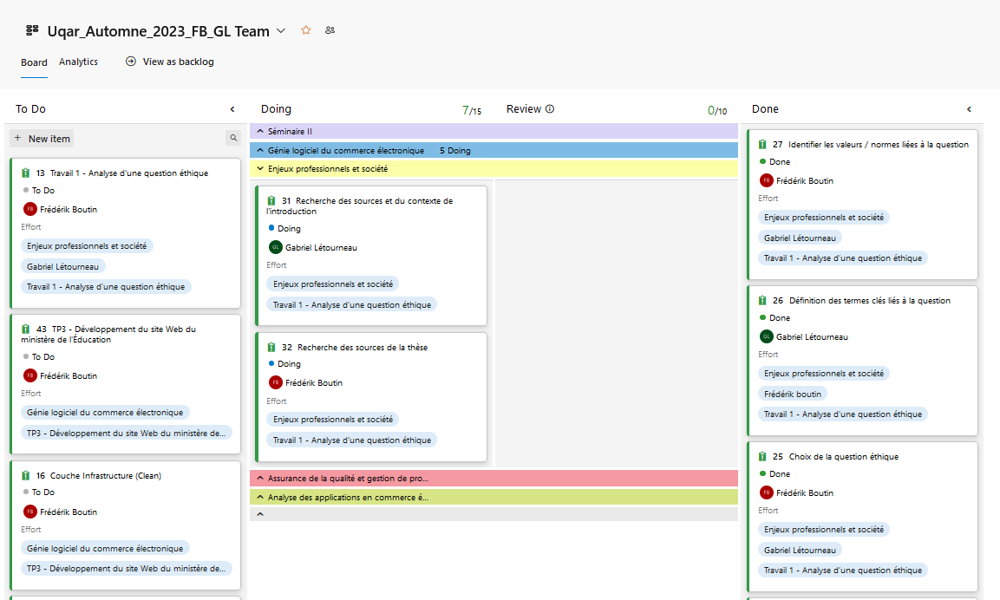 Uqar_Automne_2023_FB_GL Team
Board
Analytics
View as backlog
To Do
Doing
7/15
Review
0/10
Done
New item
13 Travail 1 - Analyse d'une question éthique
To Do
FB Frédérik Boutin
Effort
Enjeux professionnels et société
Gabriel Létourneau
Travail 1 - Analyse d'une question éthique
43 TP3 - Développement du site Web du
ministère de l'Éducation
To Do
FB Frédérik Boutin
Effort
Génie logiciel du commerce électronique
TP3 - Développement du site Web du ministère de...
16 Couche Infrastructure (Clean)
To Do
FB Frédérik Boutin
Effort
Génie logiciel du commerce électronique
TP3 - Développement du site Web du ministère de...
Séminaire II
Génie logiciel du commerce électronique 5 Doing
Enjeux professionnels et société
31 Recherche des sources et du contexte de
l'introduction
Doing
GL Gabriel Létourneau
Effort
Enjeux professionnels et société
Travail 1 - Analyse d'une question éthique
32 Recherche des sources de la thèse
Doing
FB Frédérik Boutin
Effort
Enjeux professionnels et société
Travail 1 - Analyse d'une question éthique
Assurance de la qualité et gestion de pro...
Analyse des applications en commerce é...
27 Identifier les valeurs / normes liées à la question
Done
FB Frédérik Boutin
Effort
Enjeux professionnels et société
Gabriel Létourneau
Travail 1 - Analyse d'une question éthique
26 Définition des termes clés liés à la question
Done
GL Gabriel Létourneau
Effort
Enjeux professionnels et société
Frédérik boutin
Travail 1 - Analyse d'une question éthique
25 Choix de la question éthique
Done
FB Frédérik Boutin
Effort
Enjeux professionnels et société
Gabriel Létourneau
Travail 1 - Analyse d'une question éthique